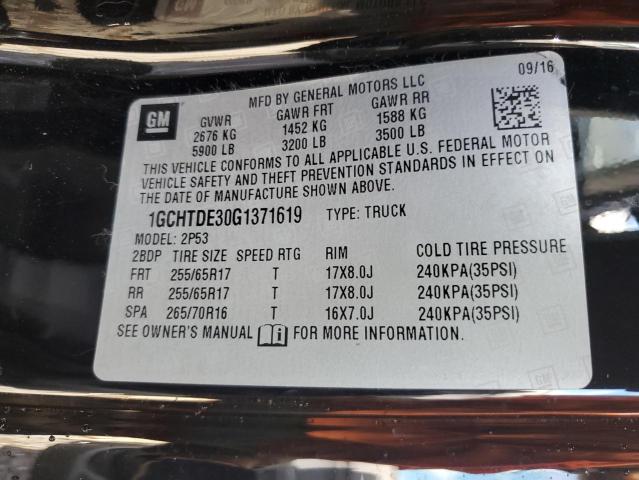 MFD BY GENERAL MOTORS LLC 09/16
GM GVWR GAWR FRT GAWR RR
2676 KG 1452 KG 1588 KG
5900 LB 3200 LB 3500 LB
THIS VEHICLE CONFORMS TO ALL APPLICABLE U.S. FEDERAL MOTOR
VEHICLE SAFETY AND THEFT PREVENTION STANDARDS IN EFFECT ON
THE DATE OF MANUFACTURE SHOWN ABOVE.
1GCHTDE30G1371619 TYPE: TRUCK
MODEL: 2P53
2BDP TIRE SIZE SPEED RTG RIM COLD TIRE PRESSURE
FRT 255/65R17 T 17X8.0J 240KPA(35PSI)
RR 255/65R17 T 17X8.0J 240KPA(35PSI)
SPA 265/70R16 T 16X7.0J 240KPA(35PSI)
SEE OWNER'S MANUAL FOR MORE INFORMATION.